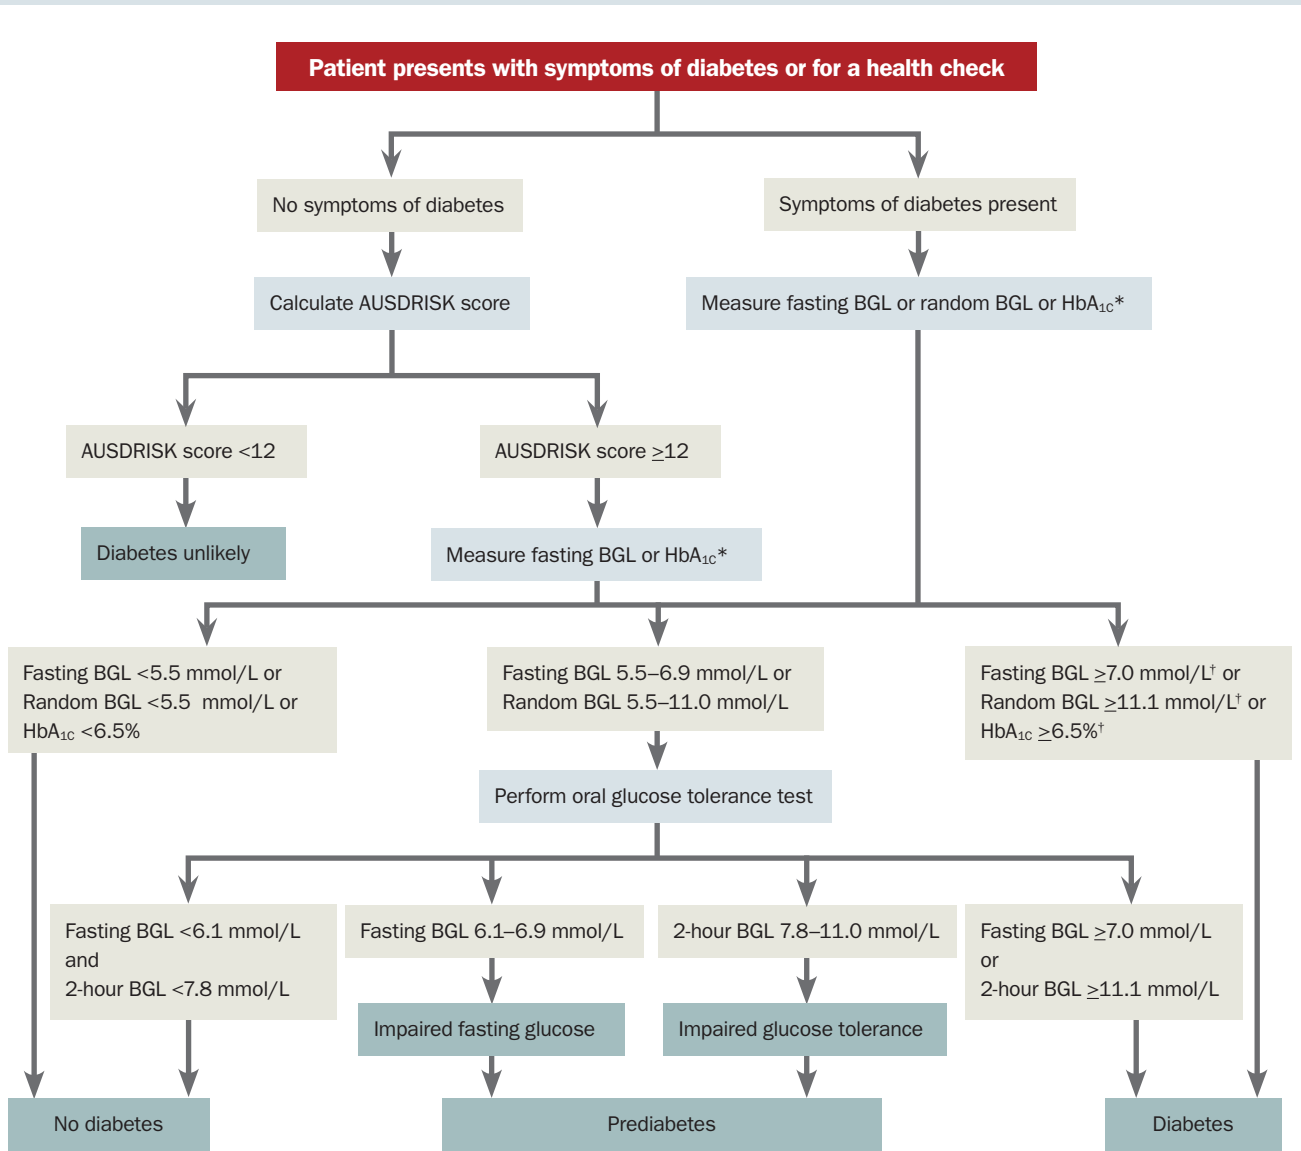 Patient presents with symptoms of diabetes or for a health check
No symptoms of diabetes
Symptoms of diabetes present
Calculate AUSDRISK score
Measure fasting BGL or random BGL or HbA1C*
AUSDRISK score <12
AUSDRISK score ≥12
Diabetes unlikely
Measure fasting BGL or HbA1C*
Fasting BGL <5.5 mmol/L or
Random BGL <5.5 mmol/L or
HbA1C <6.5%
Fasting BGL 5.5–6.9 mmol/L or
Random BGL 5.5–11.0 mmol/L
Fasting BGL ≥7.0 mmol/L† or
Random BGL ≥11.1 mmol/L† or
HbA1C ≥6.5%†
Perform oral glucose tolerance test
Fasting BGL <6.1 mmol/L
and
2-hour BGL <7.8 mmol/L
Fasting BGL 6.1–6.9 mmol/L
2-hour BGL 7.8–11.0 mmol/L
Fasting BGL ≥7.0 mmol/L
or
2-hour BGL ≥11.1 mmol/L
Impaired fasting glucose
Impaired glucose tolerance
No diabetes
Prediabetes
Diabetes